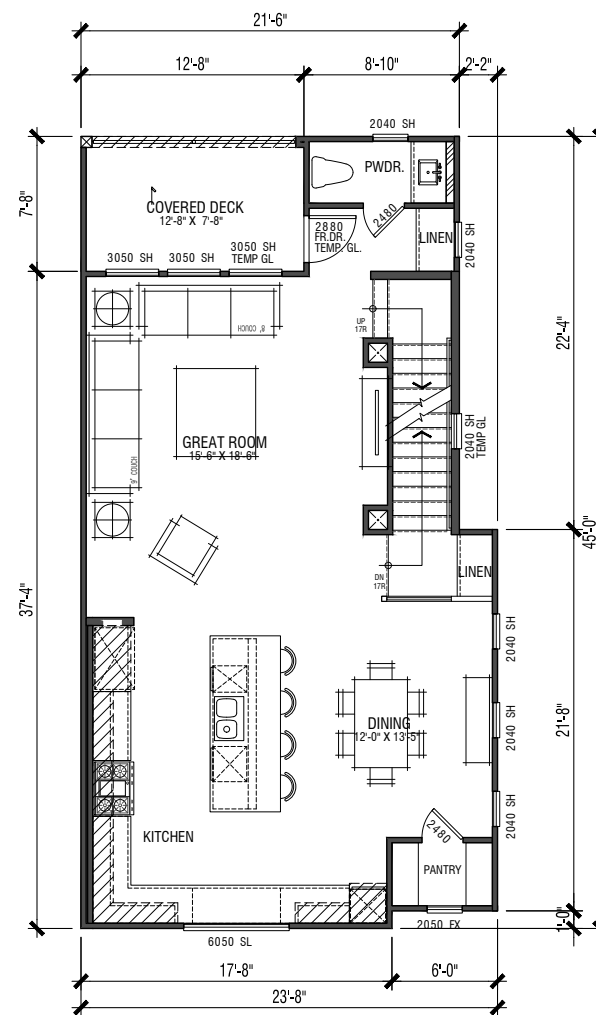 21'-6"
12'-8"
8'-10"
2'-2"
2040 SH
PWDR.
7'-8"
COVERED DECK
12'-8" X 7'-8"
2480
2880
FR.DR.
TEMP GL.
LINEN
2040 SH
3050 SH
3050 SH
3050 SH
TEMP GL
8' COUCH
UP
17R
22'-4"
GREAT ROOM
15'-6" X 18'-6"
9' COUCH
2040 SH
TEMP GL
45'-0"
DN
17R
LINEN
37'-4"
2040 SH
DINING
12'-0" X 13'-5"
2040 SH
21'-8"
2040 SH
KITCHEN
2480
PANTRY
2050 FX
1'-0"
6050 SL
17'-8"
6'-0"
23'-8"